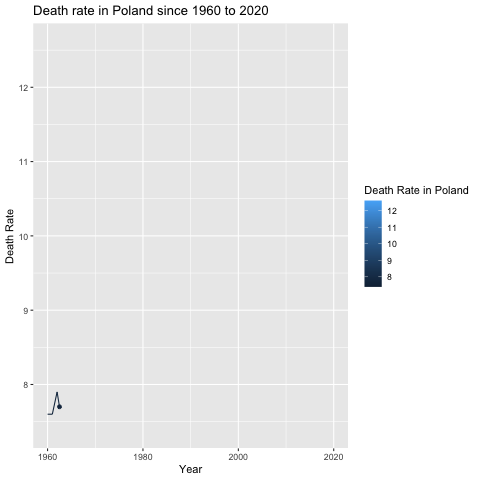 Death rate in Poland since 1960 to 2020
12
11
10
9
8
1960 1980 2000 2020
Year
Death Rate
Death Rate in Poland
12
11
10
9
8